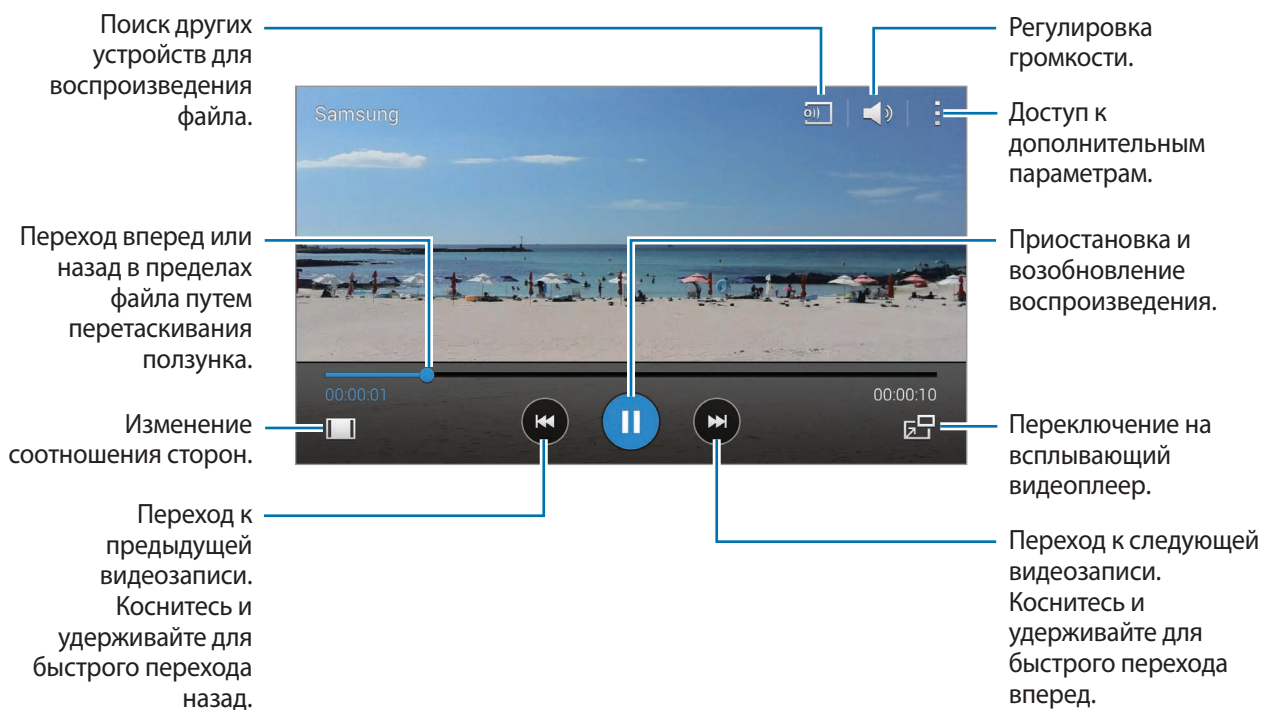 Поиск других
устройств для
воспроизведения
файла.
Регулировка
громкости.
Samsung
Доступ к
дополнительным
параметрам.
Переход вперед или
назад в пределах
файла путем
перетаскивания
ползунка.
Приостановка и
возобновление
воспроизведения.
00:00:01
00:00:10
Изменение
соотношения сторон.
Переключение на
всплывающий
видеоплеер.
Переход к
предыдущей
видеозаписи.
Коснитесь и
удерживайте для
быстрого перехода
назад.
Переход к следующей
видеозаписи.
Коснитесь и
удерживайте для
быстрого перехода
вперед.